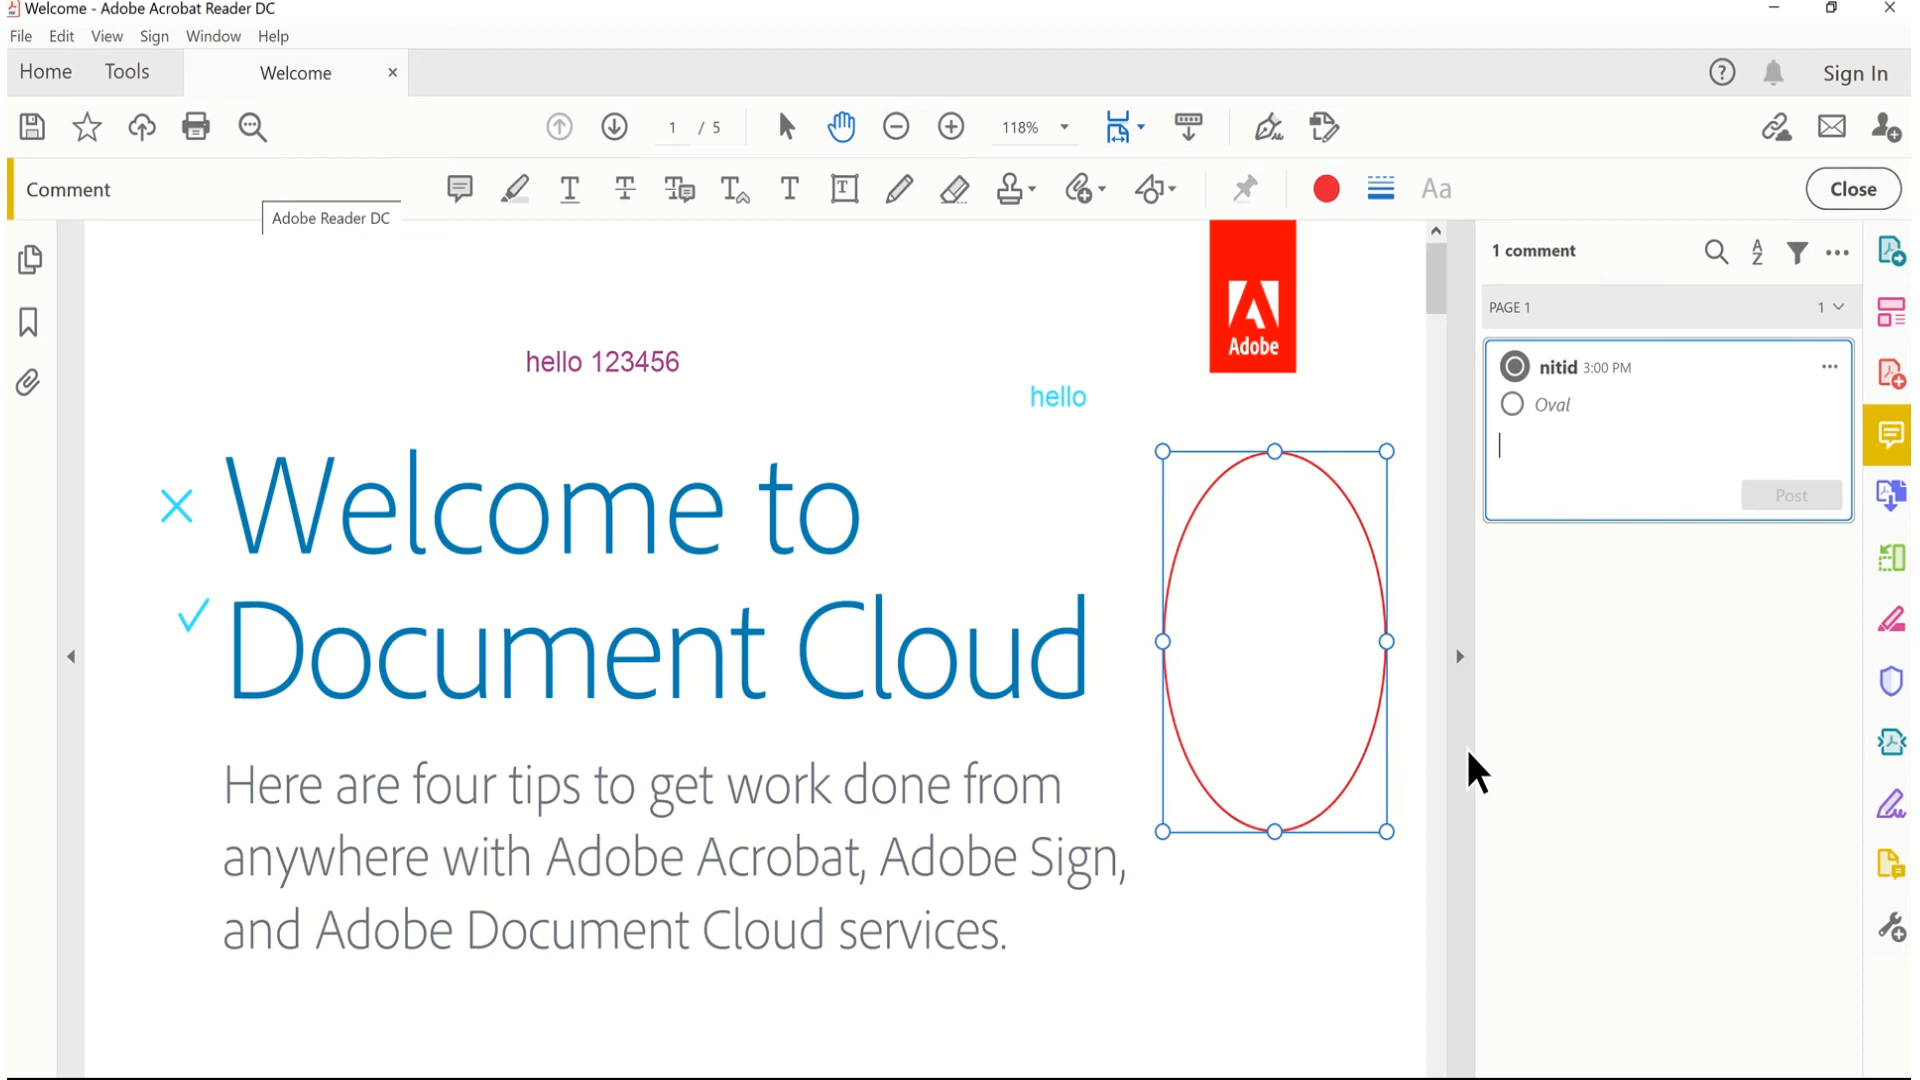 Welcome - Adobe Acrobat Reader DC
File Edit View Sign Window Help
Home Tools Welcome × Sign In
1 / 5 118%
Comment T T T T T T Aa Close
Adobe Reader DC
1 comment A Z
PAGE 1 1
Adobe
hello 123456
nitid 3:00 PM
hello
Oval
Post
Welcome to
Document Cloud
Here are four tips to get work done from
anywhere with Adobe Acrobat, Adobe Sign,
and Adobe Document Cloud services.